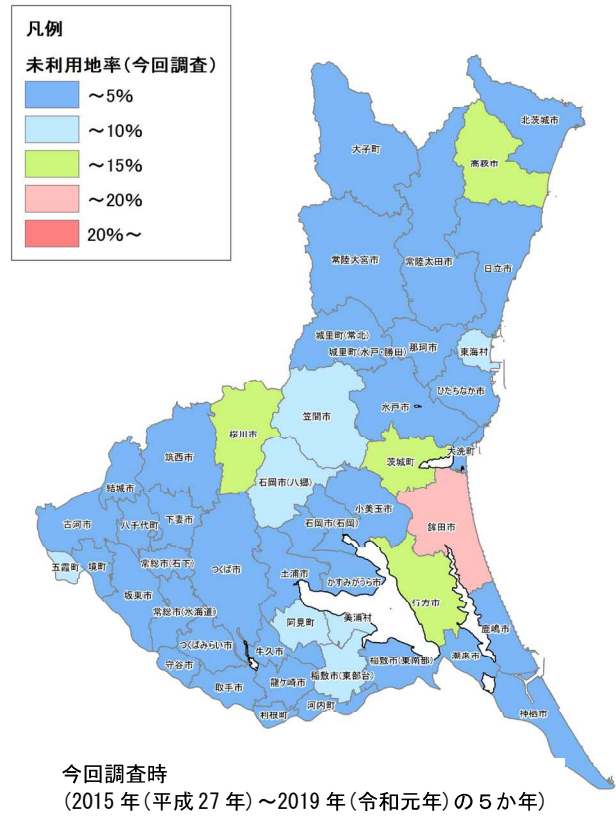 凡例
未利用地率(今回調査)
～5%
～10%
～15%
～20%
20%～
北茨城市
大子町
高萩市
常陸大宮市
常陸太田市
日立市
城里町(常北)
城里町(水戸・勝田)
那珂市
東海村
ひたちなか市
笠間市
水戸市
桜川市
大洗町
筑西市
茨城町
石岡市(八郷)
結城市
小美玉市
鉾田市
古河市
八千代町
下妻市
石岡市(石岡)
五霞町
境町
常総市(石下)
つくば市
土浦市
かすみがうら市
行方市
坂東市
常総市(水海道)
阿見町
美浦村
鹿嶋市
つくばみらい市
牛久市
稲敷市(東南部)
潮来市
守谷市
稲敷市(東部台)
取手市
龍ケ崎市
河内町
利根町
神栖市
今回調査時
(2015年(平成27年)～2019年(令和元年)の5か年)